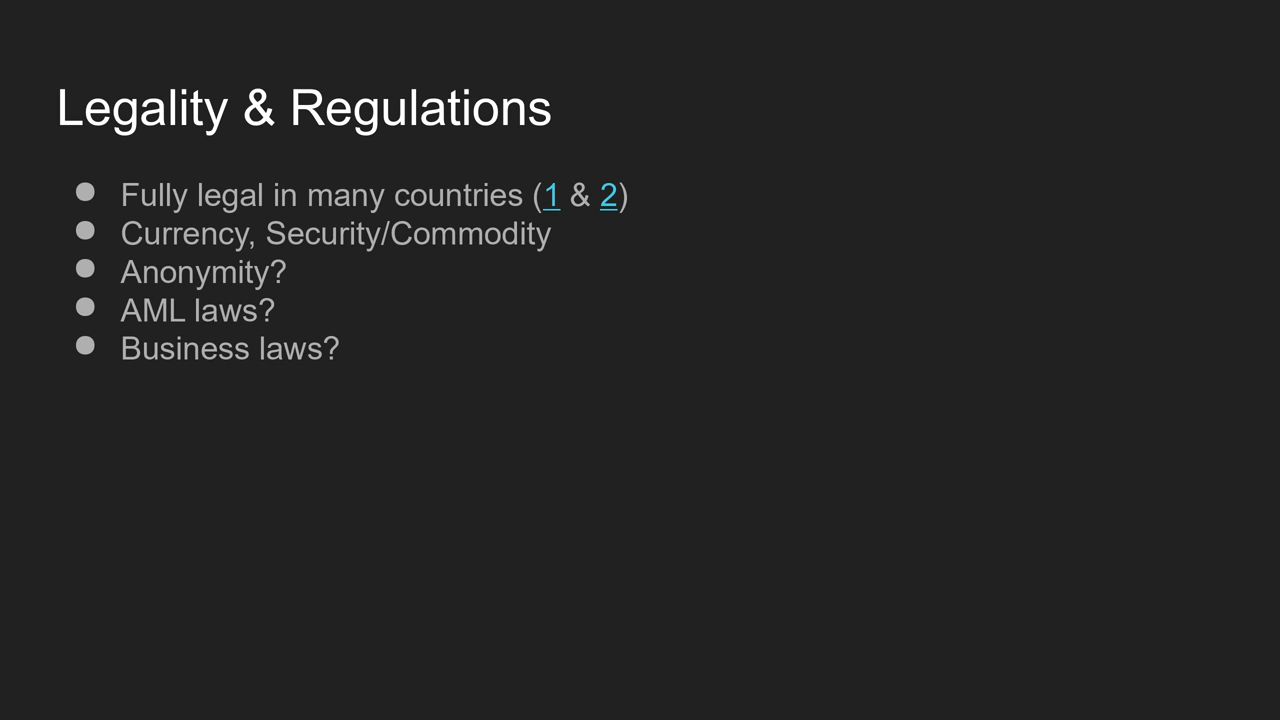 Legality & Regulations
● Fully legal in many countries (1 & 2)
● Currency, Security/Commodity
● Anonymity?
● AML laws?
● Business laws?